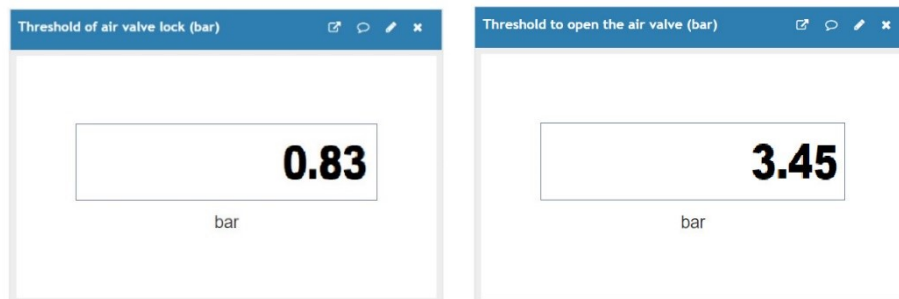 Threshold of air valve lock (bar)
0.83
bar
Threshold to open the air valve (bar)
3.45
bar